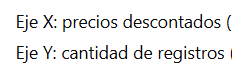 Eje X: precios descontados (
Eje Y: cantidad de registros (